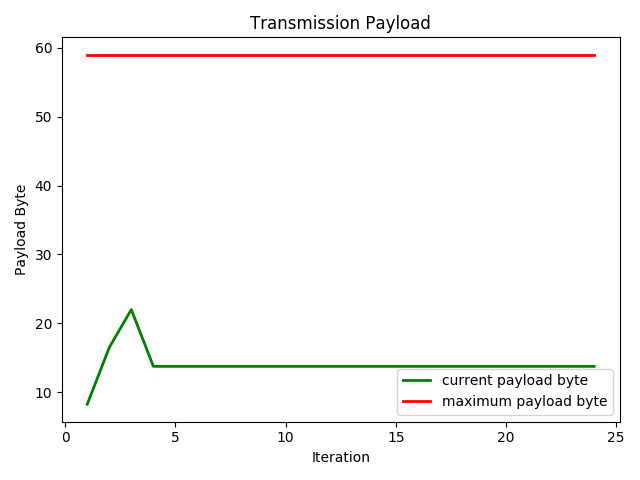 Transmission Payload
60
50
40
30
20
10
Payload Byte
0
5
10
15
20
25
Iteration
current payload byte
maximum payload byte